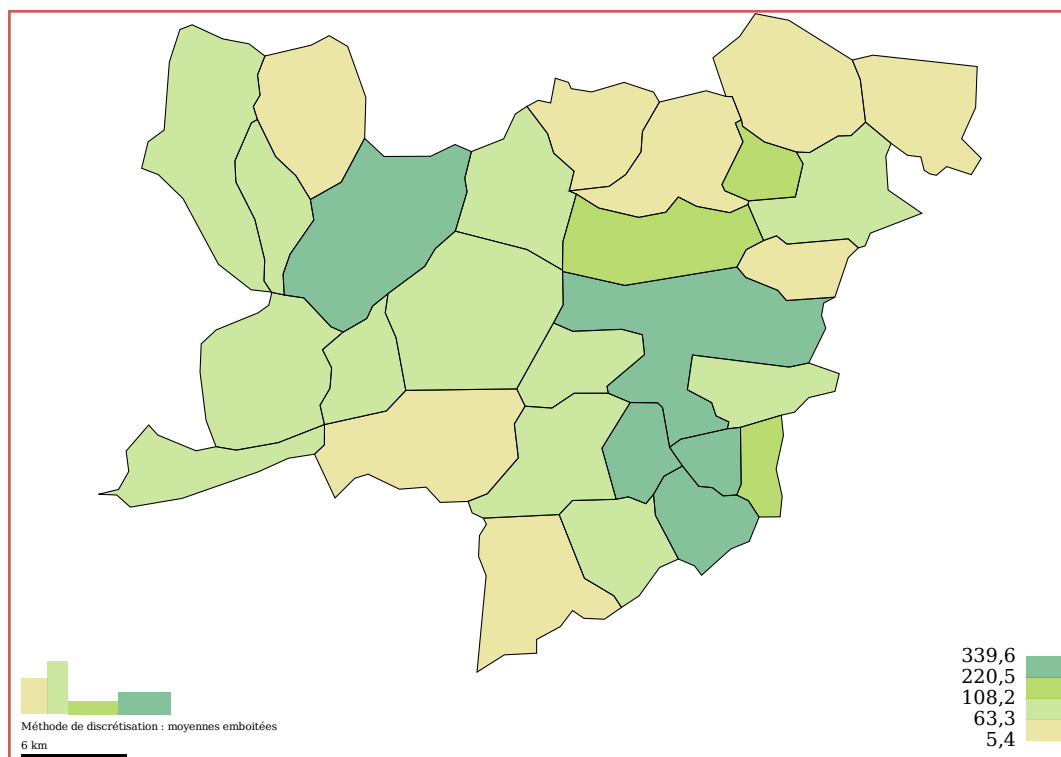 339,6
220,5
108,2
63,3
5,4
Méthode de discrétisation : moyennes emboitées
6 km